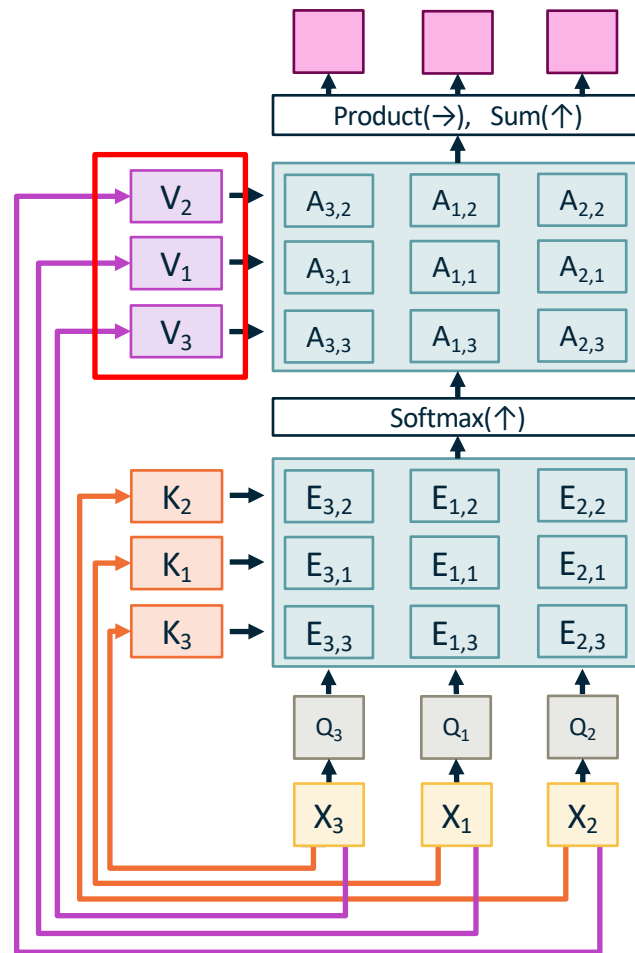 Product(→), Sum(↑)
V₂ A₃,₂ A₁,₂ A₂,₂
V₁ A₃,₁ A₁,₁ A₂,₁
V₃ A₃,₃ A₁,₃ A₂,₃
Softmax(↑)
K₂ E₃,₂ E₁,₂ E₂,₂
K₁ E₃,₁ E₁,₁ E₂,₁
K₃ E₃,₃ E₁,₃ E₂,₃
Q₃ Q₁ Q₂
X₃ X₁ X₂